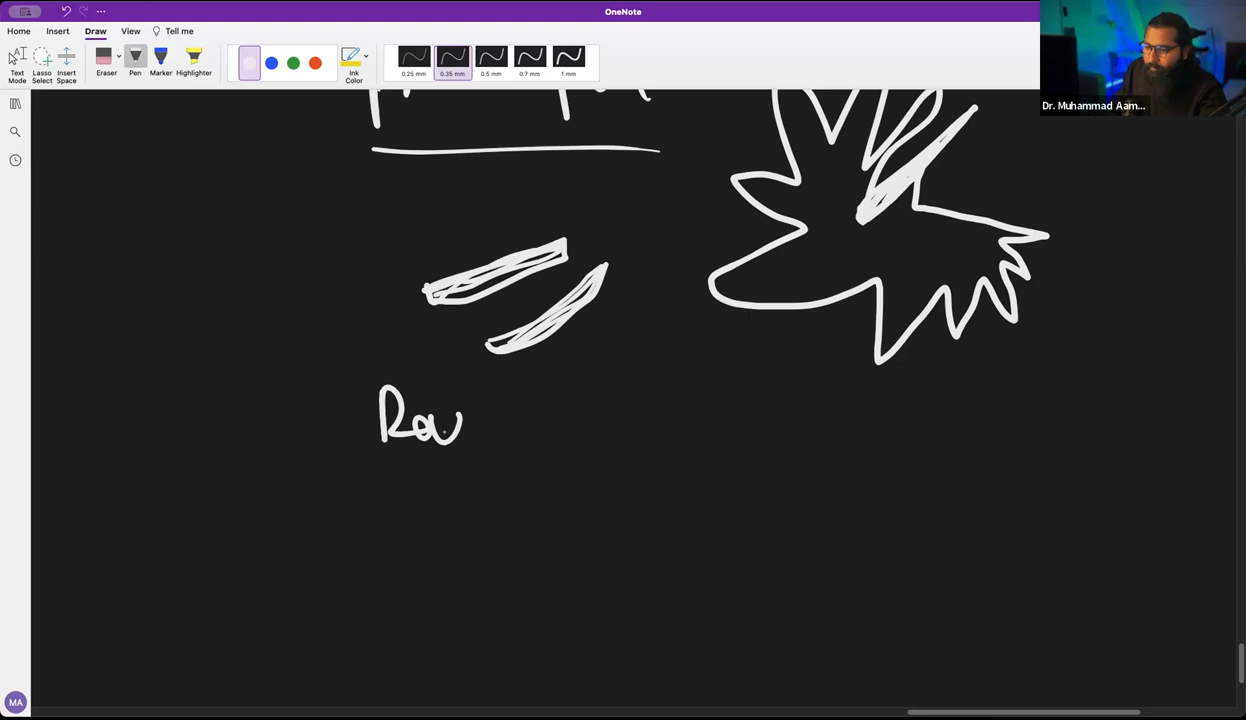 OneNote
Home Insert Draw View Tell me
Text Mode
Lasso Select
Insert Space
Eraser
Pen
Marker
Highlighter
Ink Color
0.25 mm
0.35 mm
0.5 mm
0.7 mm
1 mm
Dr. Muhammad Aam...
Rou
MA